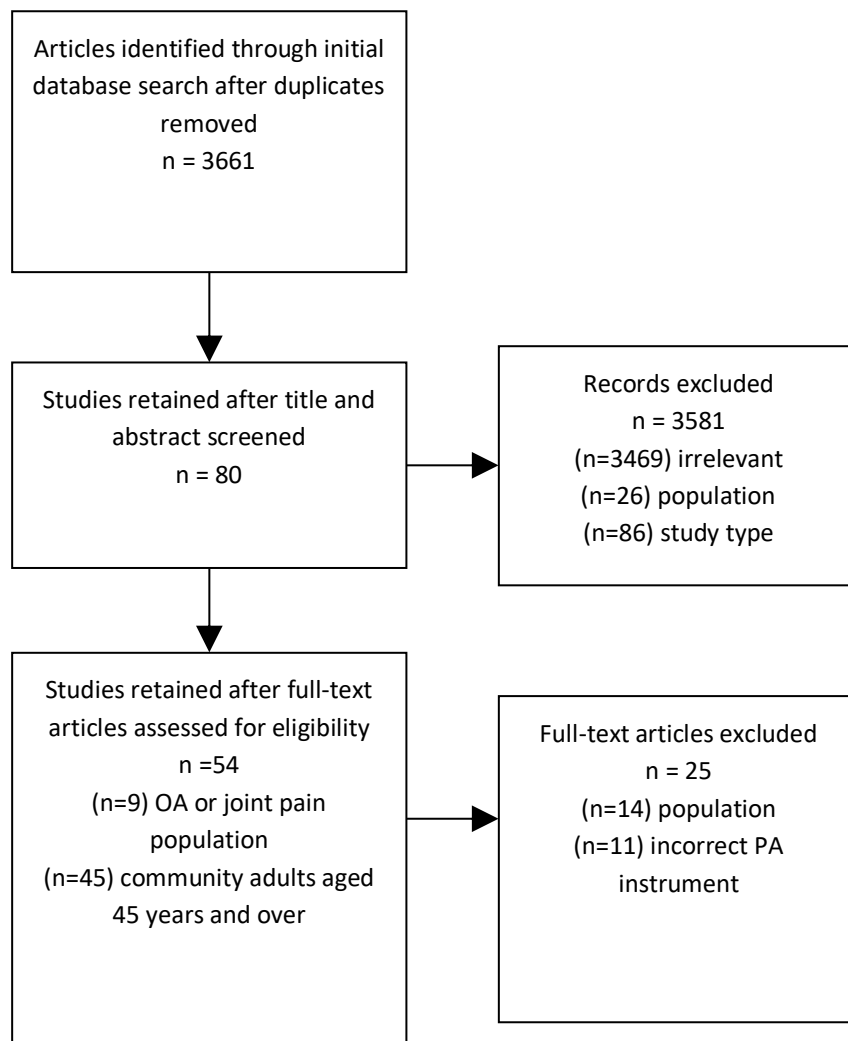 Articles identified through initial
database search after duplicates
removed
n = 3661
Studies retained after title and
abstract screened
n = 80
Records excluded
n = 3581
(n=3469) irrelevant
(n=26) population
(n=86) study type
Studies retained after full-text
articles assessed for eligibility
n =54
(n=9) OA or joint pain
population
(n=45) community adults aged
45 years and over
Full-text articles excluded
n = 25
(n=14) population
(n=11) incorrect PA
instrument